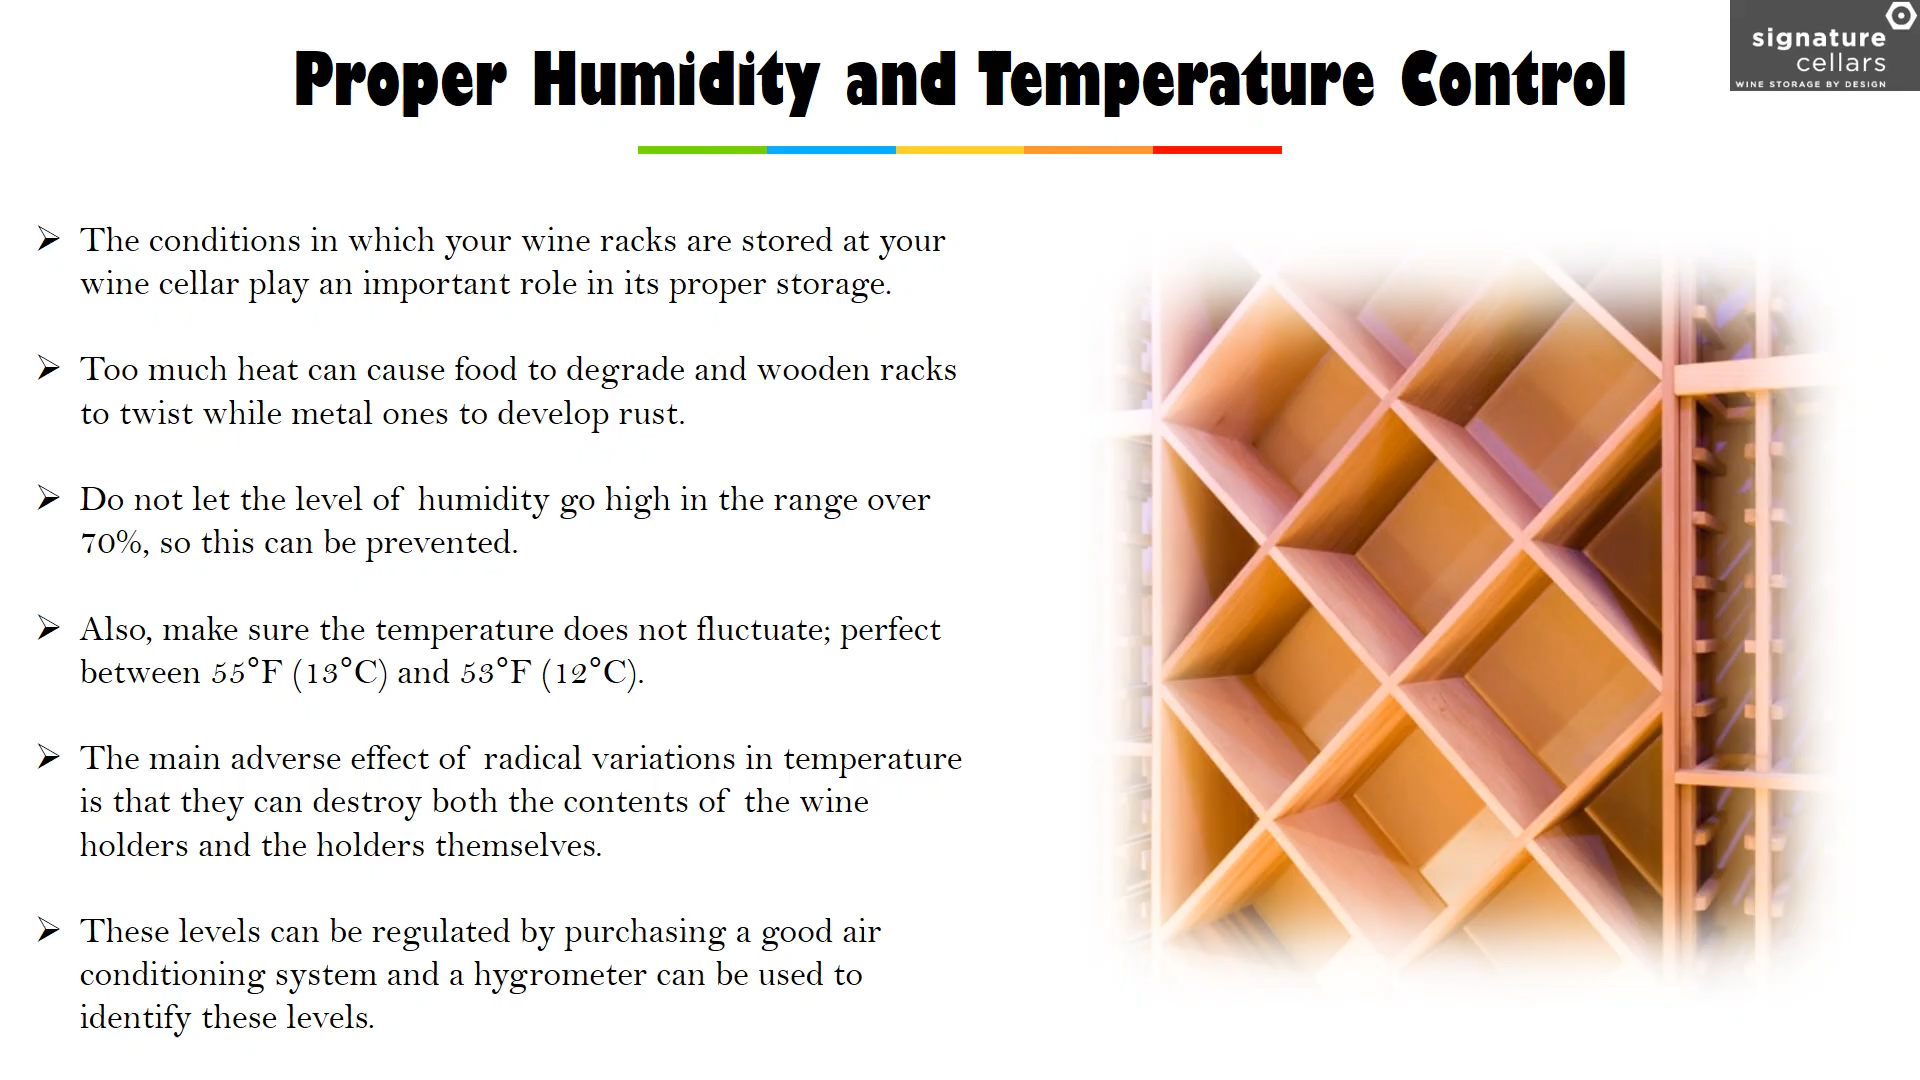 signature
cellars
WINE STORAGE BY DESIGN
Proper Humidity and Temperature Control
The conditions in which your wine racks are stored at your
wine cellar play an important role in its proper storage.
Too much heat can cause food to degrade and wooden racks
to twist while metal ones to develop rust.
Do not let the level of humidity go high in the range over
70%, so this can be prevented.
Also, make sure the temperature does not fluctuate; perfect
between 55°F (13°C) and 53°F (12°C).
The main adverse effect of radical variations in temperature
is that they can destroy both the contents of the wine
holders and the holders themselves.
These levels can be regulated by purchasing a good air
conditioning system and a hygrometer can be used to
identify these levels.